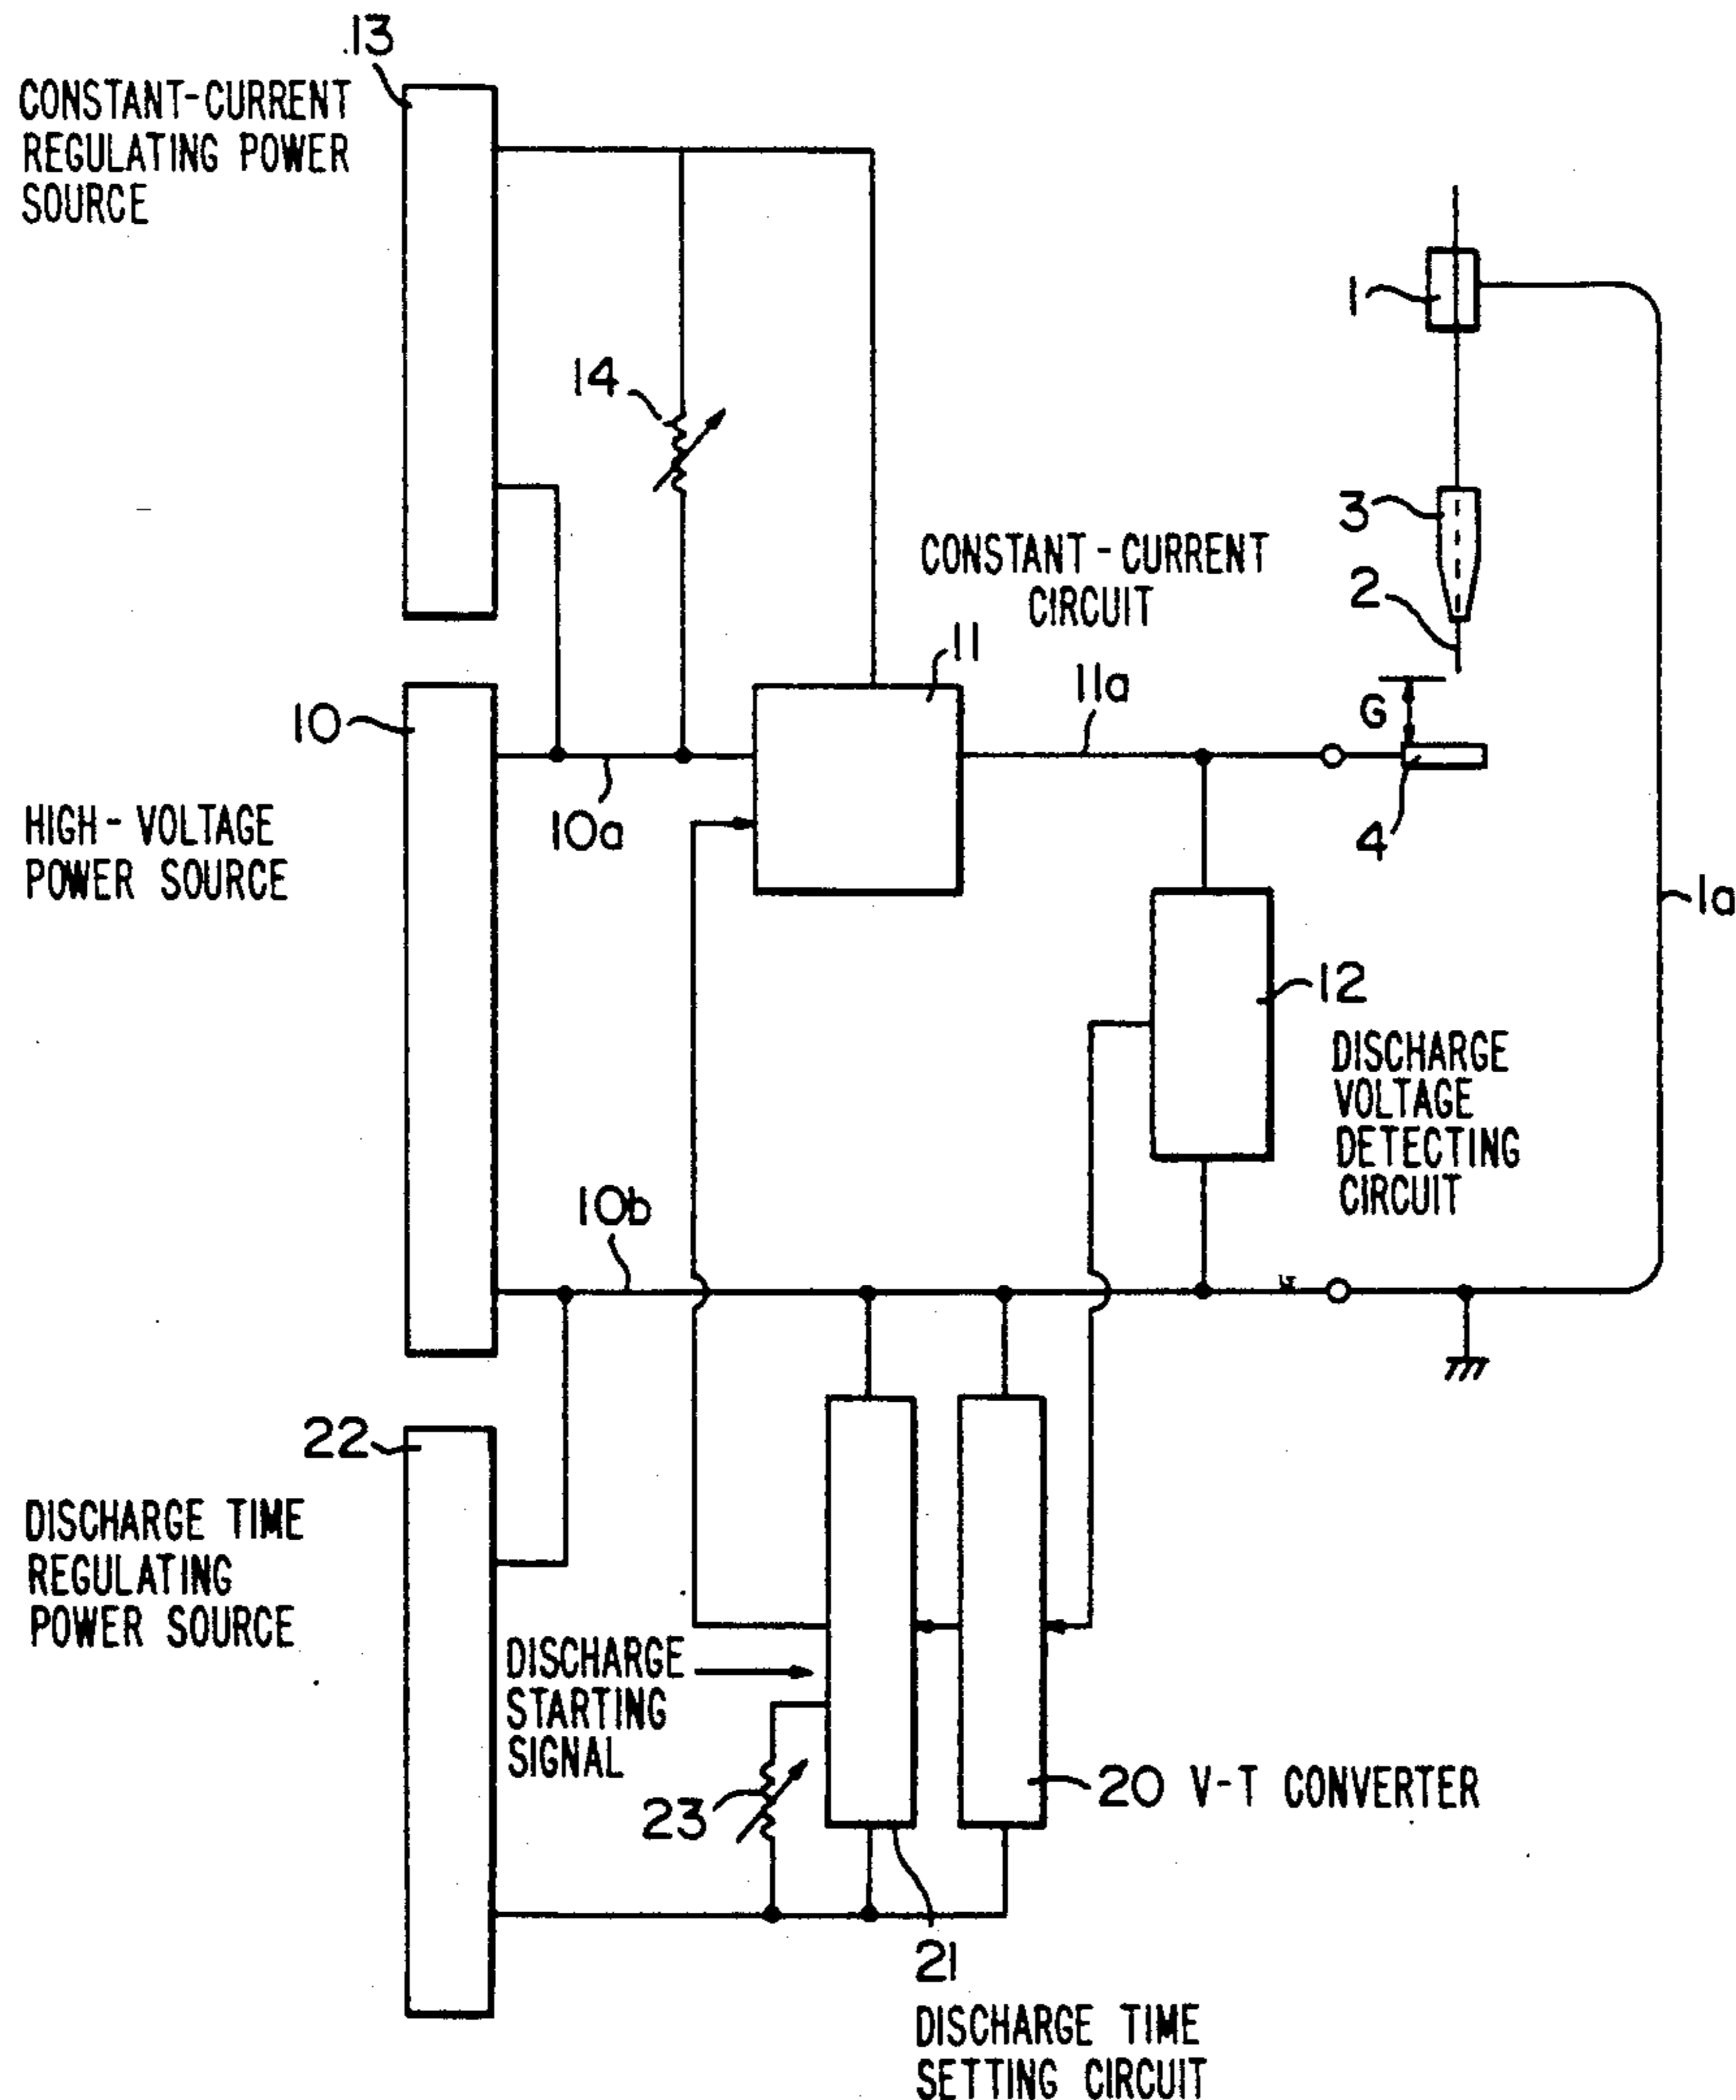 13
CONSTANT-CURRENT
REGULATING POWER
SOURCE
1
14
3
CONSTANT-CURRENT
CIRCUIT
2
11
11a
G
10
10a
4
HIGH-VOLTAGE
POWER SOURCE
1a
12
DISCHARGE
VOLTAGE
DETECTING
CIRCUIT
10b
22
DISCHARGE TIME
REGULATING
POWER SOURCE
DISCHARGE
STARTING
SIGNAL
23
20 V-T CONVERTER
21
DISCHARGE TIME
SETTING CIRCUIT